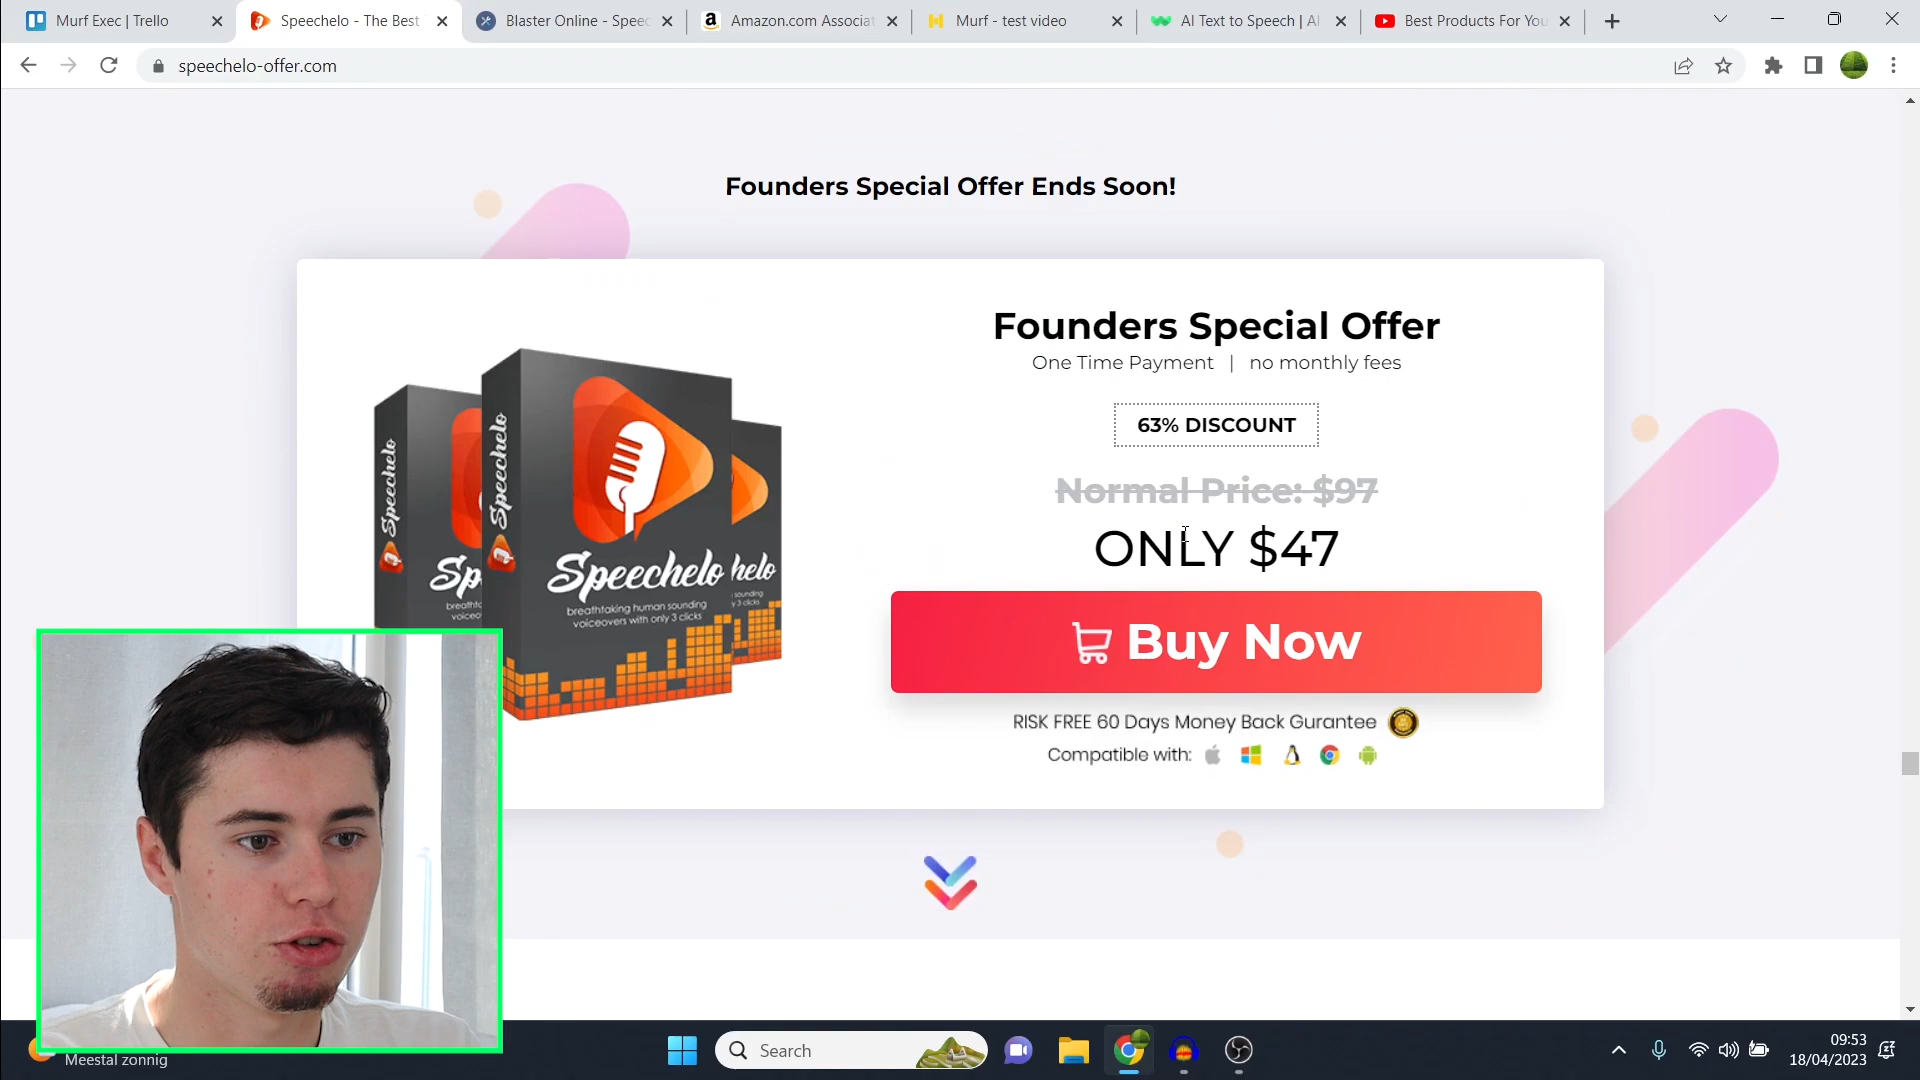 Murf Exec | Trello
Speechelo - The Best
Blaster Online - Speec
Amazon.com Associat
Murf - test video
AI Text to Speech | AI
Best Products For You
speechelo-offer.com
Founders Special Offer Ends Soon!
Founders Special Offer
One Time Payment | no monthly fees
63% DISCOUNT
Normal Price: $97
ONLY $47
Buy Now
RISK FREE 60 Days Money Back Gurantee
Compatible with:
Speechelo
Speechelo
Sp
Speechelo
helo
breathtaking human sounding
voiceovers with only 3 clicks
Meestal zonnig
Search
09:53
18/04/2023